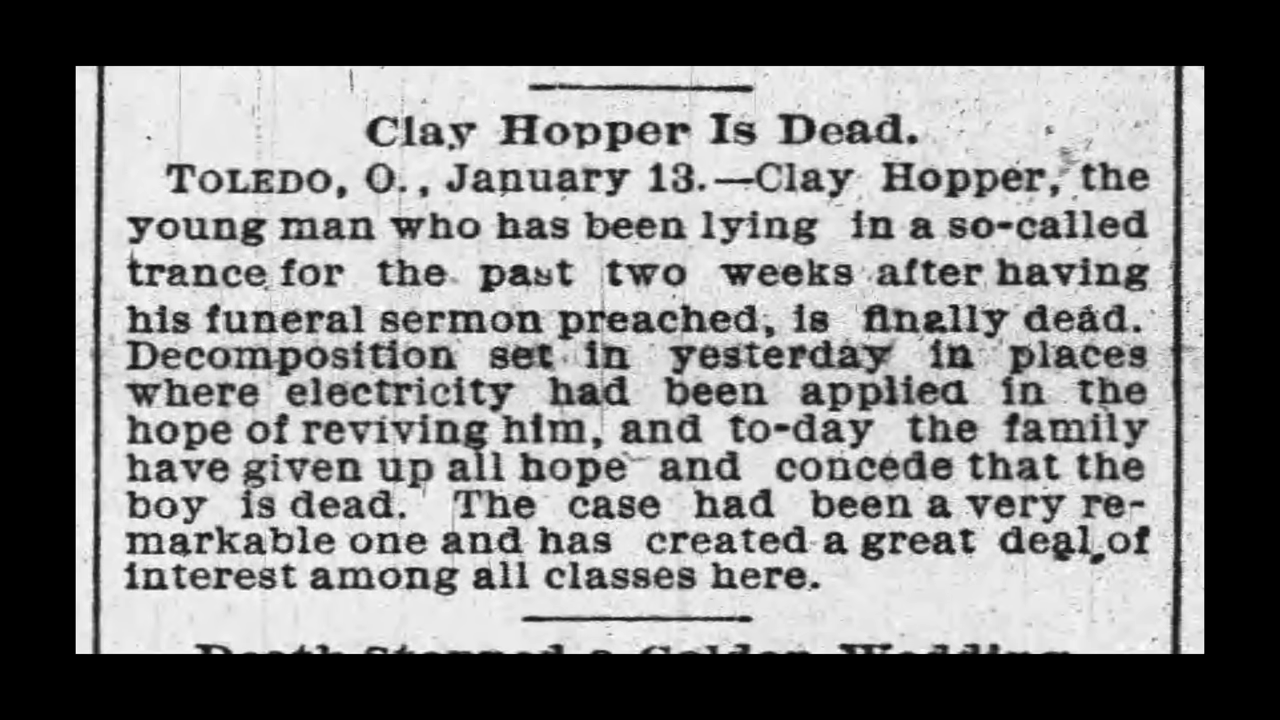 Clay Hopper Is Dead.
TOLEDO, O., January 13.—Clay Hopper, the
young man who has been lying in a so-called
trance for the past two weeks after having
his funeral sermon preached, is finally dead.
Decomposition set in yesterday in places
where electricity had been applied in the
hope of reviving him, and to-day the family
have given up all hope and concede that the
boy is dead. The case had been a very re-
markable one and has created a great deal of
interest among all classes here.
Death Stopped a Golden Wedding.